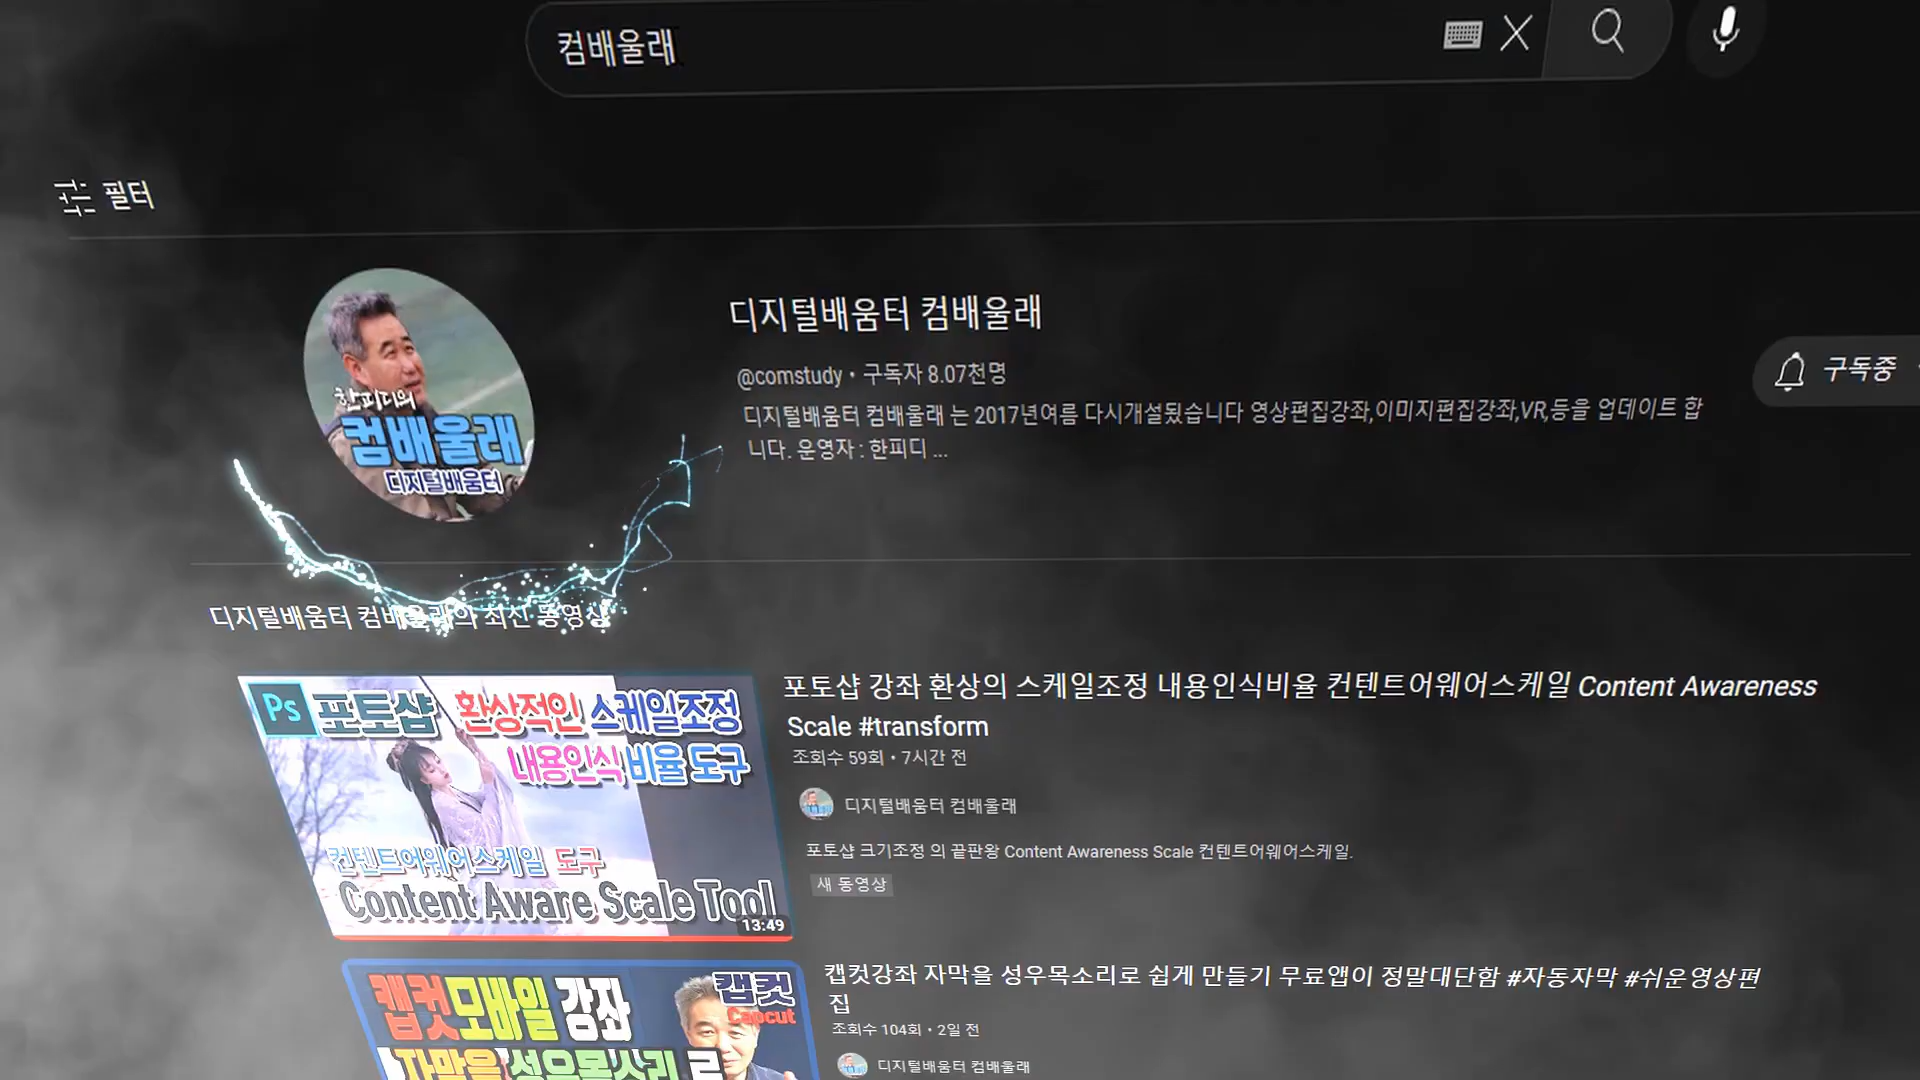 컴배울래
필터
한피디의
컴배울래
디지털배움터
디지털배움터 컴배울래
@comstudy • 구독자 8.07천명
디지털배움터 컴배울래 는 2017년여름 다시개설됬습니다 영상편집강좌,이미지편집강좌,VR,등을 업데이트 합
니다. 운영자 : 한피디 ...
구독중
디지털배움터 컴배울래의 최신 동영상
Ps 포토샵 환상적인 스케일조정
내용인식 비율 도구
컨텐트어웨어스케일 도구
Content Aware Scale Tool
13:49
포토샵 강좌 환상의 스케일조정 내용인식비율 컨텐트어웨어스케일 Content Awareness
Scale #transform
조회수 59회 • 7시간 전
디지털배움터 컴배울래
포토샵 크기조정 의 끝판왕 Content Awareness Scale 컨텐트어웨어스케일.
새 동영상
캡컷모바일 강좌
캡컷
Capcut
자막을 성우목소리 로
캡컷강좌 자막을 성우목소리로 쉽게 만들기 무료앱이 정말대단함 #자동자막 #쉬운영상편
집
조회수 104회 • 2일 전
디지털배움터 컴배울래